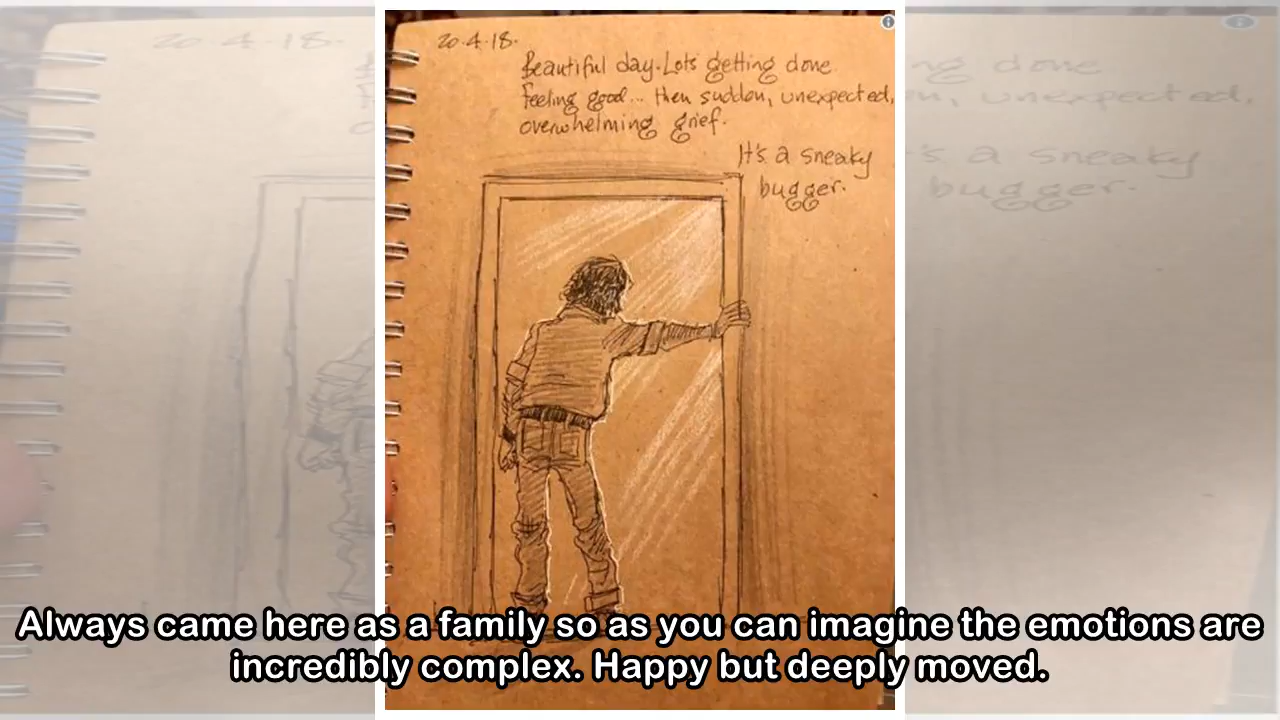 20.4.18.
Beautiful day. Lots getting done.
Feeling good... then sudden, unexpected,
overwhelming grief.
It's a sneaky
bugger.
Always came here as a family so as you can imagine the emotions are
incredibly complex. Happy but deeply moved.